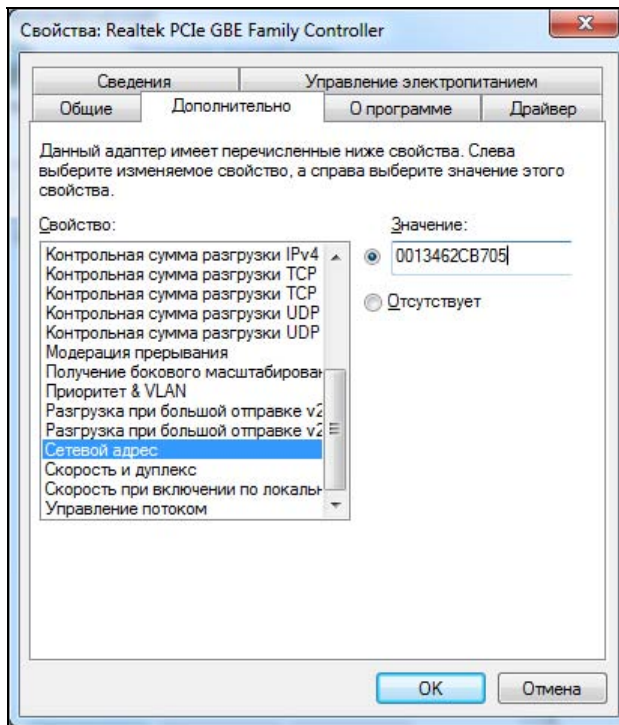 Свойства: Realtek PCIe GBE Family Controller
Сведения
Управление электропитанием
Общие
Дополнительно
О программе
Драйвер
Данный адаптер имеет перечисленные ниже свойства. Слева
выберите изменяемое свойство, а справа выберите значение этого
свойства.
Свойство:
Контрольная сумма разгрузки IPv4
Контрольная сумма разгрузки TCP
Контрольная сумма разгрузки TCP
Контрольная сумма разгрузки UDP
Контрольная сумма разгрузки UDP
Модерация прерывания
Получение бокового масштабирован
Приоритет & VLAN
Разгрузка при большой отправке v2
Разгрузка при большой отправке v2
Сетевой адрес
Скорость и дуплекс
Скорость при включении по локальн
Управление потоком
Значение:
0013462CB705
Отсутствует
OK
Отмена